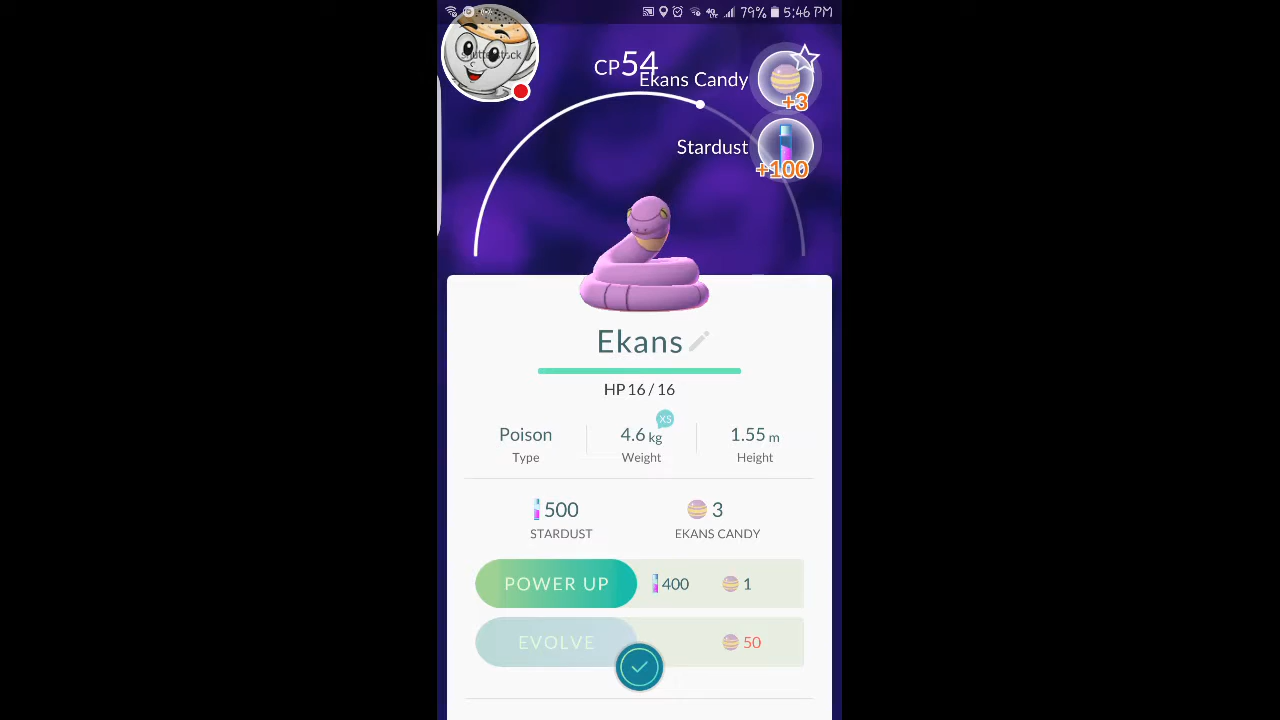 79% 5:46 PM
shutterstock
CP54
Ekans Candy
+3
Stardust
+100
Ekans
HP 16 / 16
XS
Poison 4.6 kg 1.55 m
Type Weight Height
500 3
STARDUST EKANS CANDY
POWER UP 400 1
EVOLVE 50